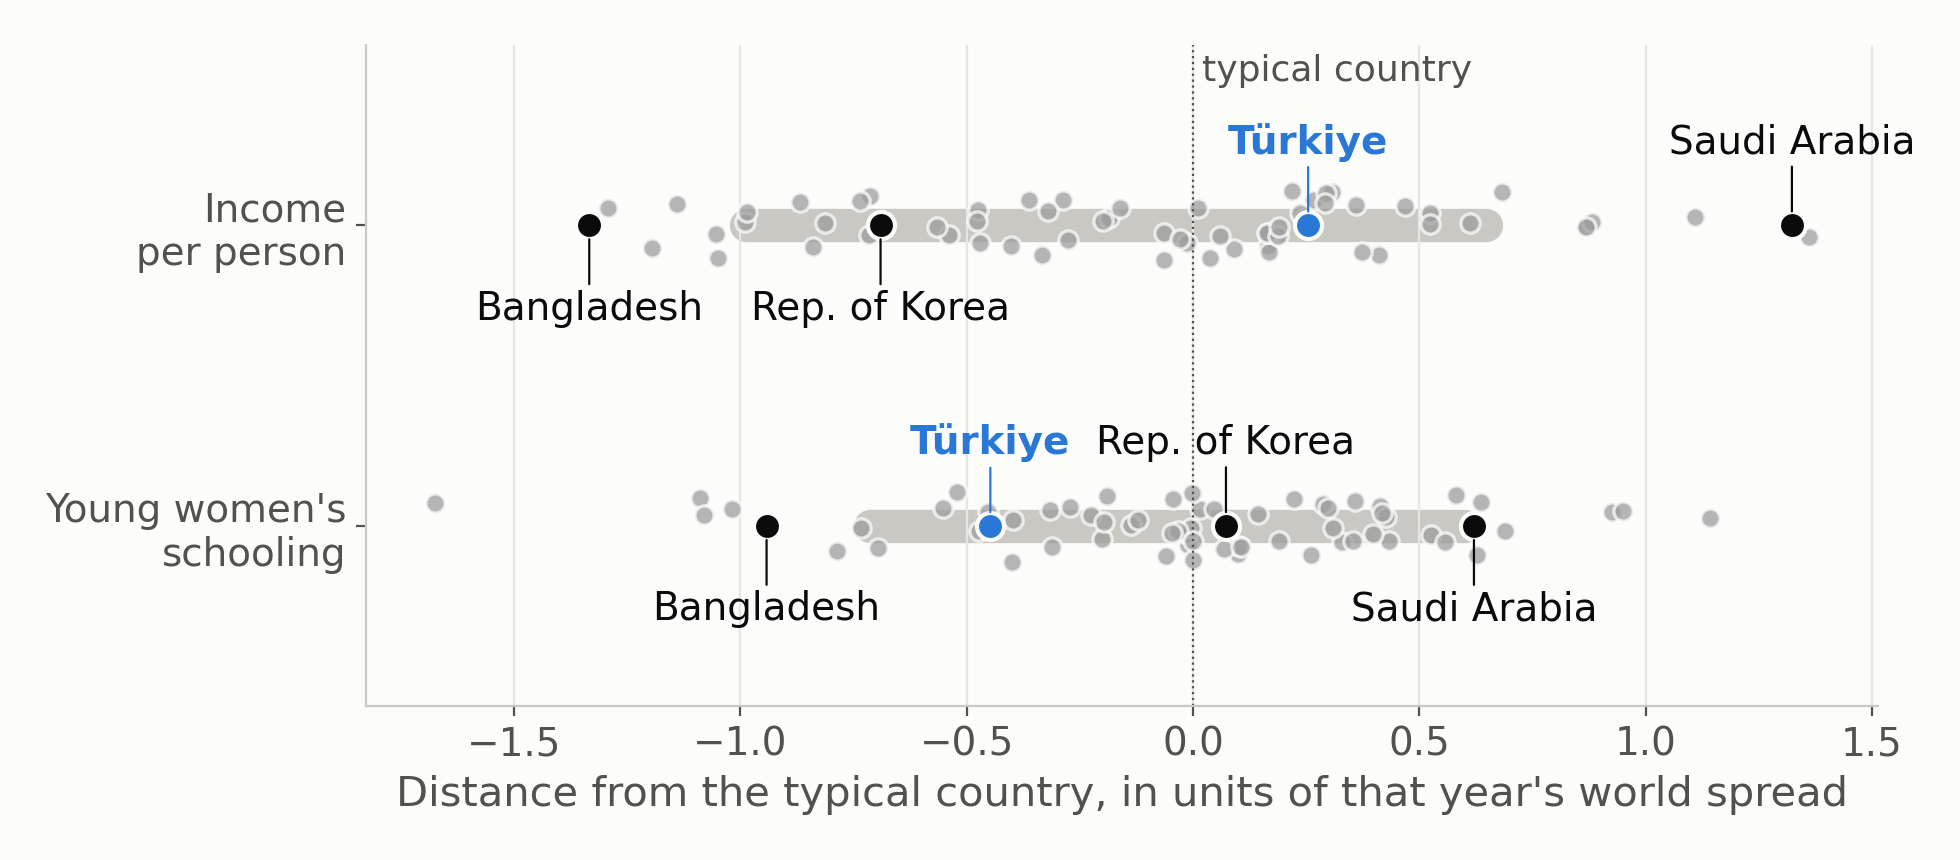 typical country
Türkiye
Saudi Arabia
Income
per person
Bangladesh
Rep. of Korea
Türkiye
Rep. of Korea
Young women's
schooling
Bangladesh
Saudi Arabia
−1.5
−1.0
−0.5
0.0
0.5
1.0
1.5
Distance from the typical country, in units of that year's world spread